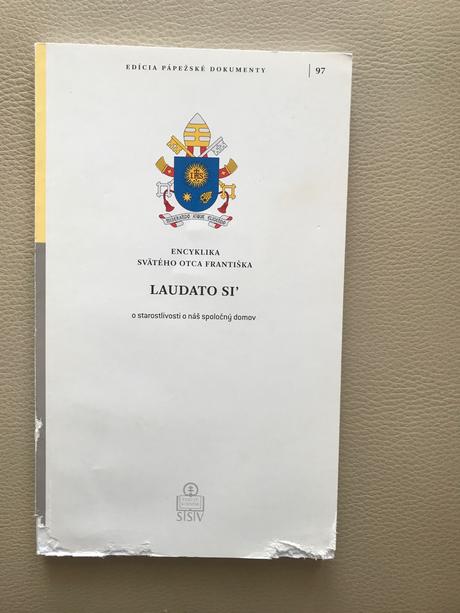 EDÍCIA PÁPEŽSKÉ DOKUMENTY | 97
MISERANDO ATQUE ELIGENDO
ENCYKLIKA
SVÄTÉHO OTCA FRANTIŠKA
LAUDATO SI’
o starostlivosti o náš spoločný domov
SSV